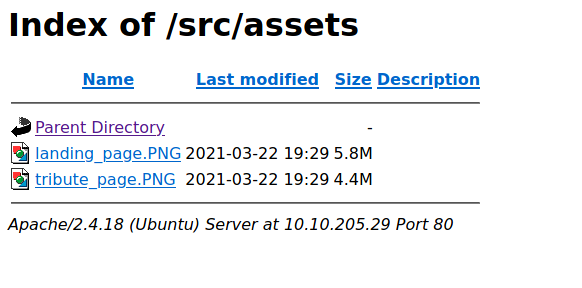 Index of /src/assets
Name Last modified Size Description
Parent Directory -
landing_page.PNG 2021-03-22 19:29 5.8M
tribute_page.PNG 2021-03-22 19:29 4.4M
Apache/2.4.18 (Ubuntu) Server at 10.10.205.29 Port 80